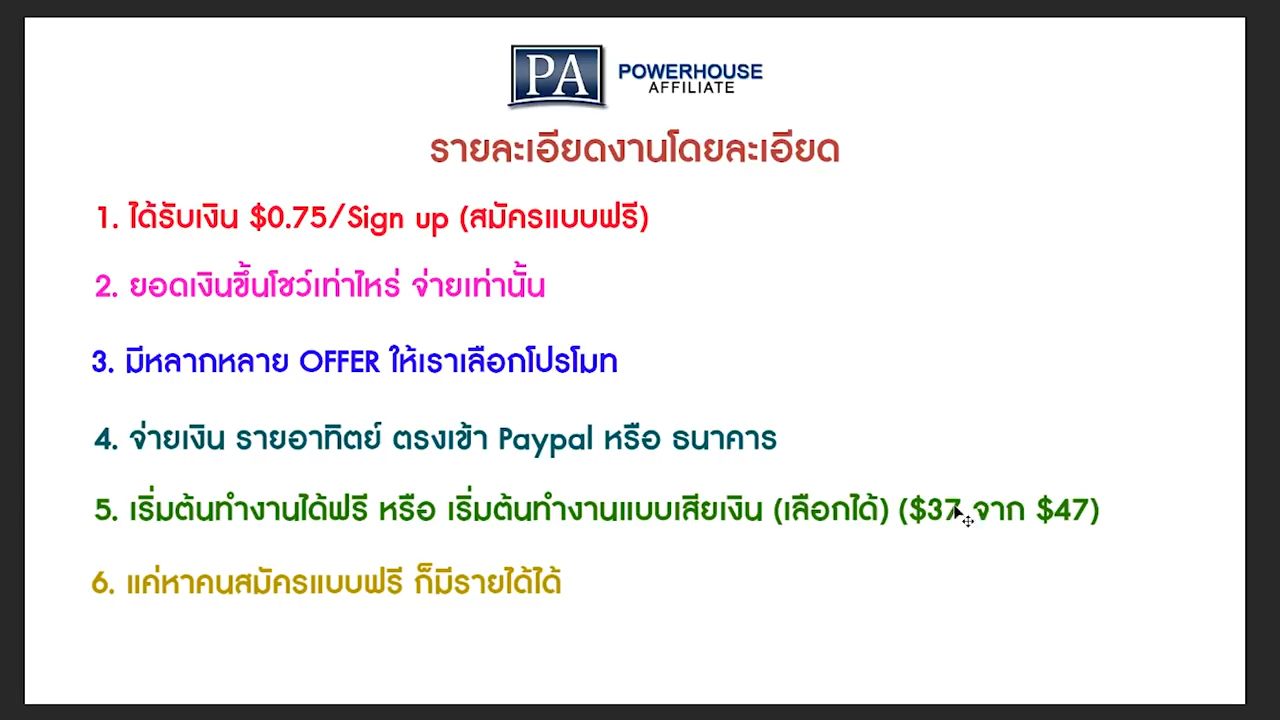 PA
POWERHOUSE
AFFILIATE
รายละเอียดงานโดยละเอียด
1. ได้รับเงิน $0.75/Sign up (สมัครแบบฟรี)
2. ยอดเงินขึ้นโชว์เท่าไหร่ จ่ายเท่านั้น
3. มีหลากหลาย OFFER ให้เราเลือกโปรโมท
4. จ่ายเงิน รายอาทิตย์ ตรงเข้า Paypal หรือ ธนาคาร
5. เริ่มต้นทำงานได้ฟรี หรือ เริ่มต้นทำงานแบบเสียเงิน (เลือกได้) ($37 จาก $47)
6. แค่หาคนสมัครแบบฟรี ก็มีรายได้ได้